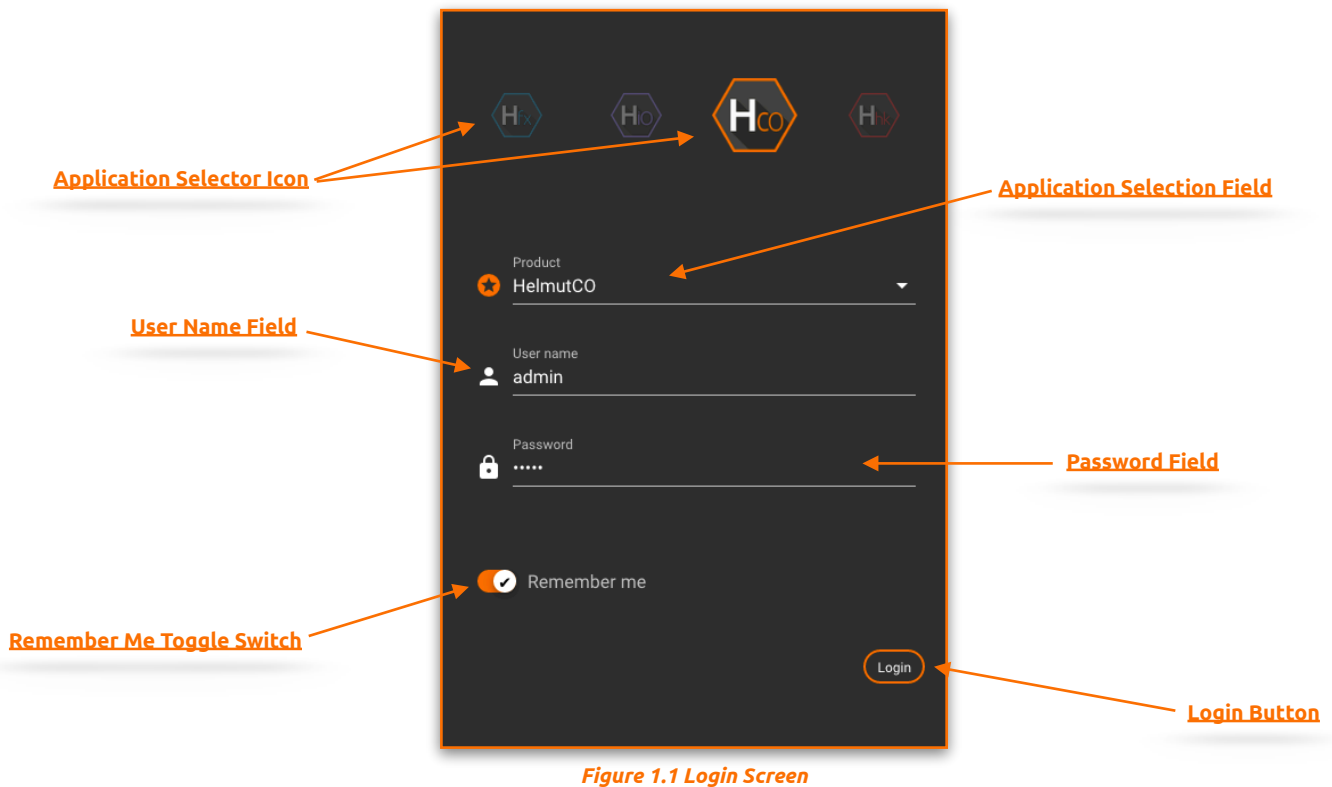 Hfx
HIO
HCO
Hhk
Application Selector Icon
Application Selection Field
Product
HelmutCO
User Name Field
User name
admin
Password
•••••
Password Field
Remember me
Remember Me Toggle Switch
Login
Login Button
Figure 1.1 Login Screen